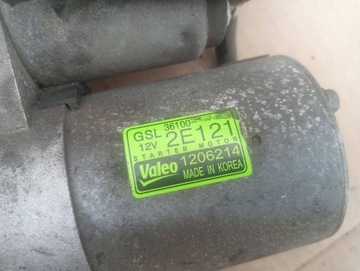 GSL 36100-
12V 2E121
STARTER MOTOR
Valeo 1206214
MADE IN KOREA